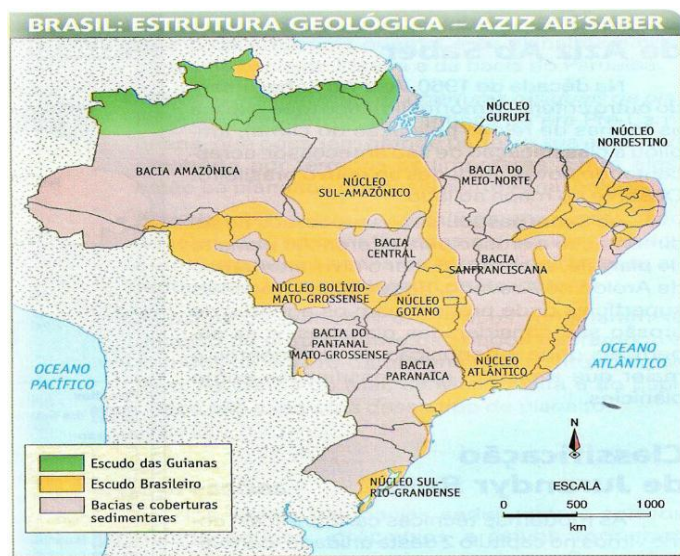 BRASIL: ESTRUTURA GEOLÓGICA – AZIZ AB'SABER
NÚCLEO
GURUPI
NÚCLEO
NORDESTINO
BACIA AMAZÔNICA
NÚCLEO
SUL-AMAZÔNICO
BACIA DO
MEIO-NORTE
BACIA
CENTRAL
BACIA
SANFRANCISCANA
NÚCLEO BOLÍVIO-
MATO-GROSSENSE
NÚCLEO
GOIANO
BACIA DO
PANTANAL
MATO-GROSSENSE
BACIA
PARANAICA
NÚCLEO
ATLÂNTICO
OCEANO
PACÍFICO
OCEANO
ATLÂNTICO
NÚCLEO SUL-
RIO-GRANDENSE
Escudo das Guianas
Escudo Brasileiro
Bacias e coberturas
sedimentares
N
ESCALA
0 500 1000
km